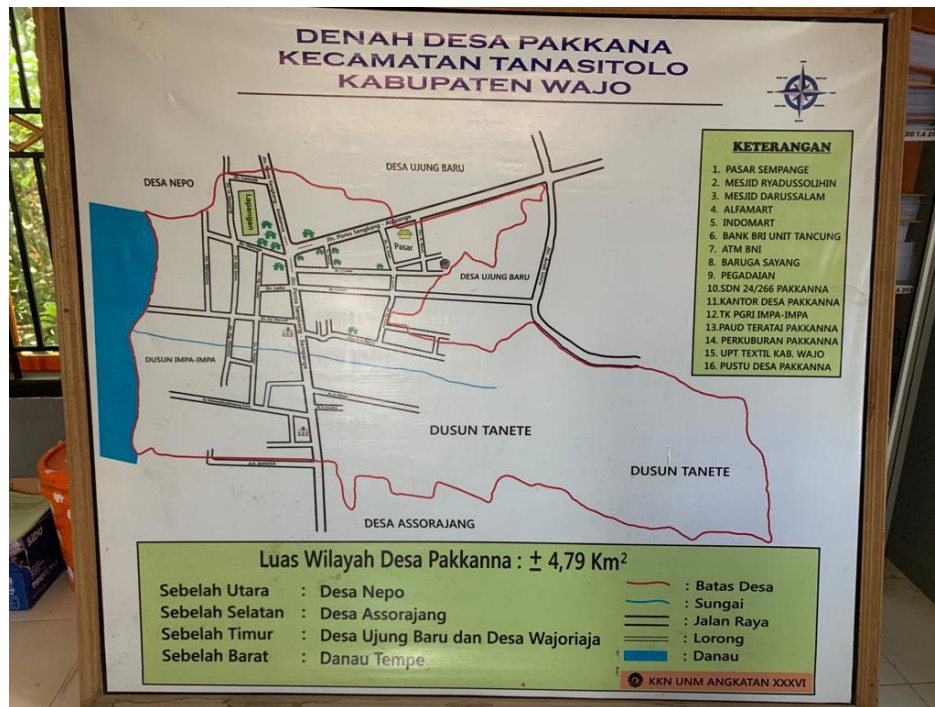 DENAH DESA PAKKANA
KECAMATAN TANASITOLO
KABUPATEN WAJO
DESA NEPO
DESA UJUNG BARU
Lapangan
Jln. Poros Sengkang - Atapange
Pasar
DESA UJUNG BARU
DUSUN IMPA-IMPA
DUSUN TANETE
DUSUN TANETE
DESA ASSORAJANG
KETERANGAN
1. PASAR SEMPANGE
2. MESJID RYADUSSOLIHIN
3. MESJID DARUSSALAM
4. ALFAMART
5. INDOMART
6. BANK BRI UNIT TANCUNG
7. ATM BNI
8. BARUGA SAYANG
9. PEGADAIAN
10.SDN 24/266 PAKKANNA
11.KANTOR DESA PAKKANNA
12.TK PGRI IMPA-IMPA
13.PAUD TERATAI PAKKANNA
14. PERKUBURAN PAKKANNA
15. UPT TEXTIL KAB. WAJO
16. PUSTU DESA PAKKANNA
Luas Wilayah Desa Pakkanna : ± 4,79 Km²
Sebelah Utara : Desa Nepo
Sebelah Selatan : Desa Assorajang
Sebelah Timur : Desa Ujung Baru dan Desa Wajoriaja
Sebelah Barat : Danau Tempe
: Batas Desa
: Sungai
: Jalan Raya
: Lorong
: Danau
KKN UNM ANGKATAN XXXVI
SIDU